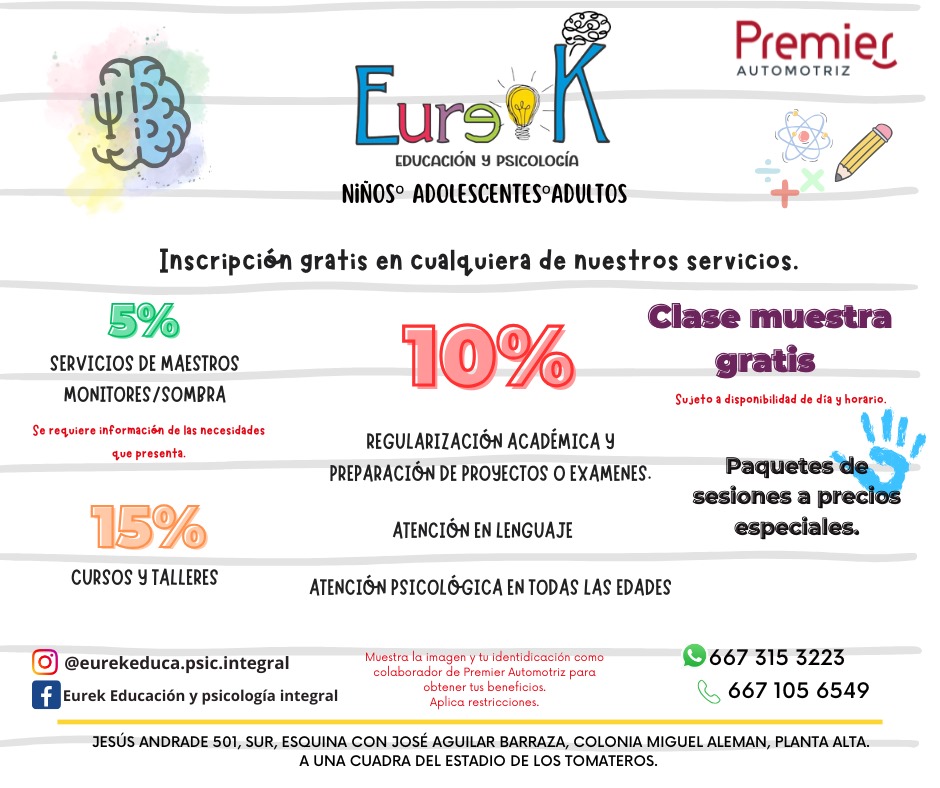 EureK
EDUCACIÓN Y PSICOLOGÍA
NiÑOS° ADOLESCENTES°ADULTOS
Premier
AUTOMOTRIZ
Inscripción gratis en cualquiera de nuestros servicios.
5%
SERVICIOS DE MAESTROS
MONITORES/SOMBRA
Se requiere información de las necesidades
que presenta.
15%
CURSOS Y TALLERES
10%
REGULARIZACIÓN ACADÉMICA Y
PREPARACIÓN DE PROYECTOS O EXAMENES.
ATENCIÓN EN LENGUAJE
ATENCIÓN PSICOLÓGICA EN TODAS LAS EDADES
Clase muestra
gratis
Sujeto a disponibilidad de día y horario.
Paquetes de
sesiones a precios
especiales.
@eurekeduca.psic.integral
Eurek Educación y psicología integral
Muestra la imagen y tu identidicación como
colaborador de Premier Automotriz para
obtener tus beneficios.
Aplica restricciones.
667 315 3223
667 105 6549
JESÚS ANDRADE 501, SUR, ESQUINA CON JOSÉ AGUILAR BARRAZA, COLONIA MIGUEL ALEMAN, PLANTA ALTA.
A UNA CUADRA DEL ESTADIO DE LOS TOMATEROS.